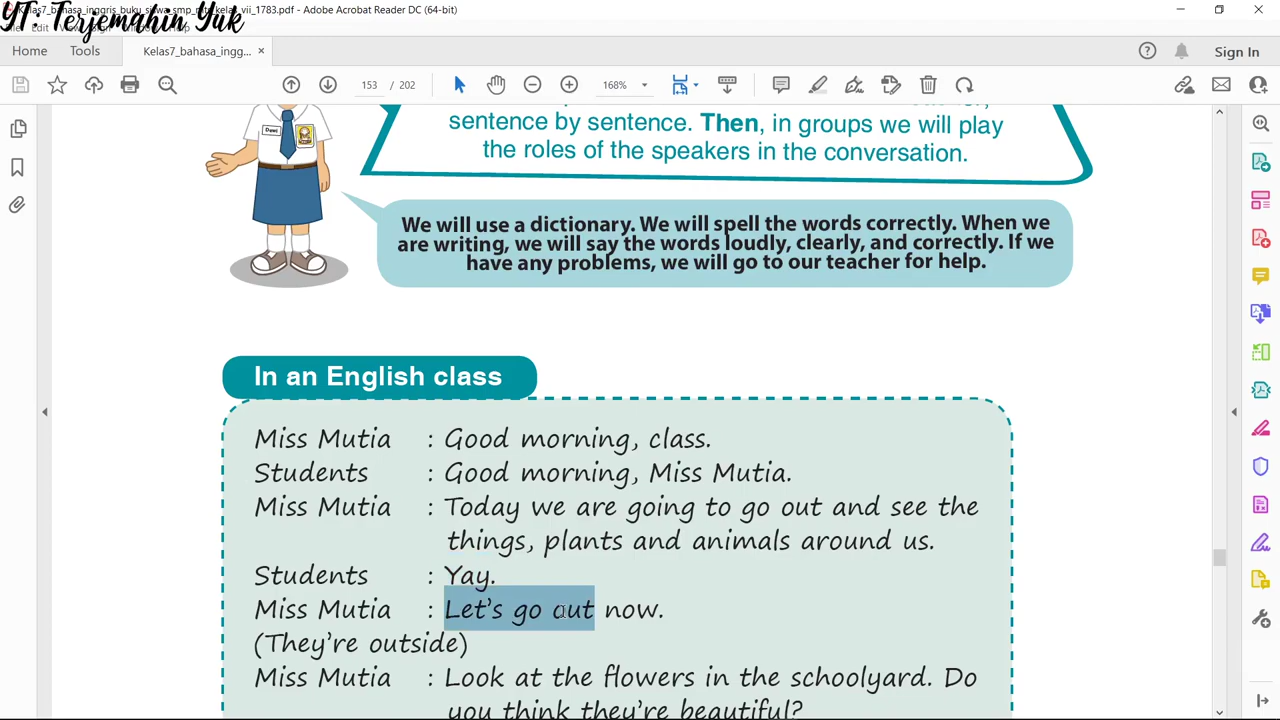 YT: Terjemahin Yuk
Kelas7_bahasa_inggris_buku_siswa_smp_mts_kelas_vii_1783.pdf - Adobe Acrobat Reader DC (64-bit)
Home Tools Kelas7_bahasa_ingg... × Sign In
153 / 202 168%
sentence by sentence. Then, in groups we will play
the roles of the speakers in the conversation.
Dewi
We will use a dictionary. We will spell the words correctly. When we
are writing, we will say the words loudly, clearly, and correctly. If we
have any problems, we will go to our teacher for help.
In an English class
Miss Mutia : Good morning, class.
Students : Good morning, Miss Mutia.
Miss Mutia : Today we are going to go out and see the
things, plants and animals around us.
Students : Yay.
Miss Mutia : Let's go out now.
(They're outside)
Miss Mutia : Look at the flowers in the schoolyard. Do
you think they're beautiful?